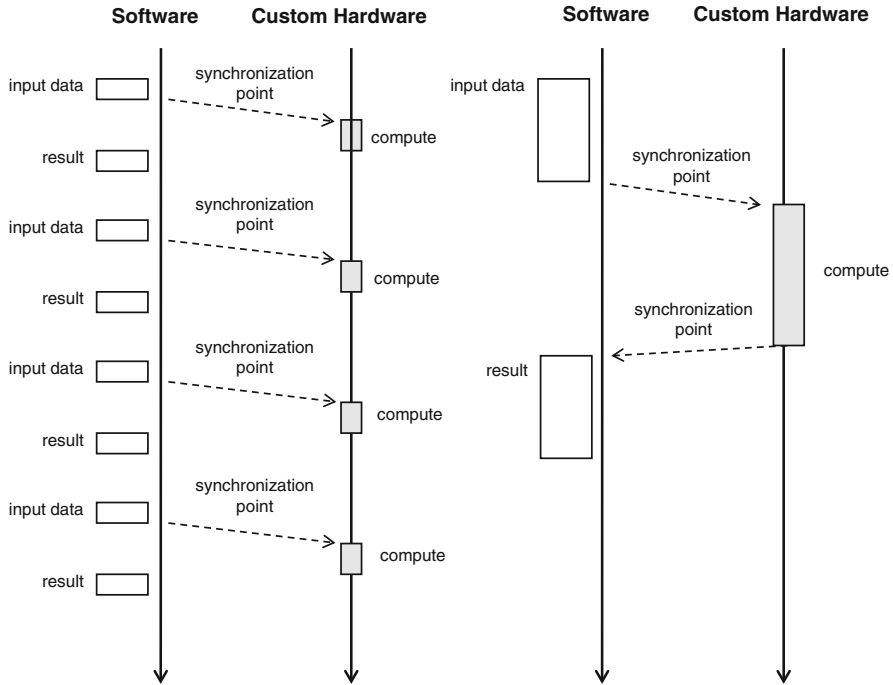 Software
Custom Hardware
input data
synchronization
point
compute
result
input data
synchronization
point
compute
result
input data
synchronization
point
compute
result
input data
synchronization
point
compute
result
Software
Custom Hardware
input data
synchronization
point
compute
synchronization
point
result